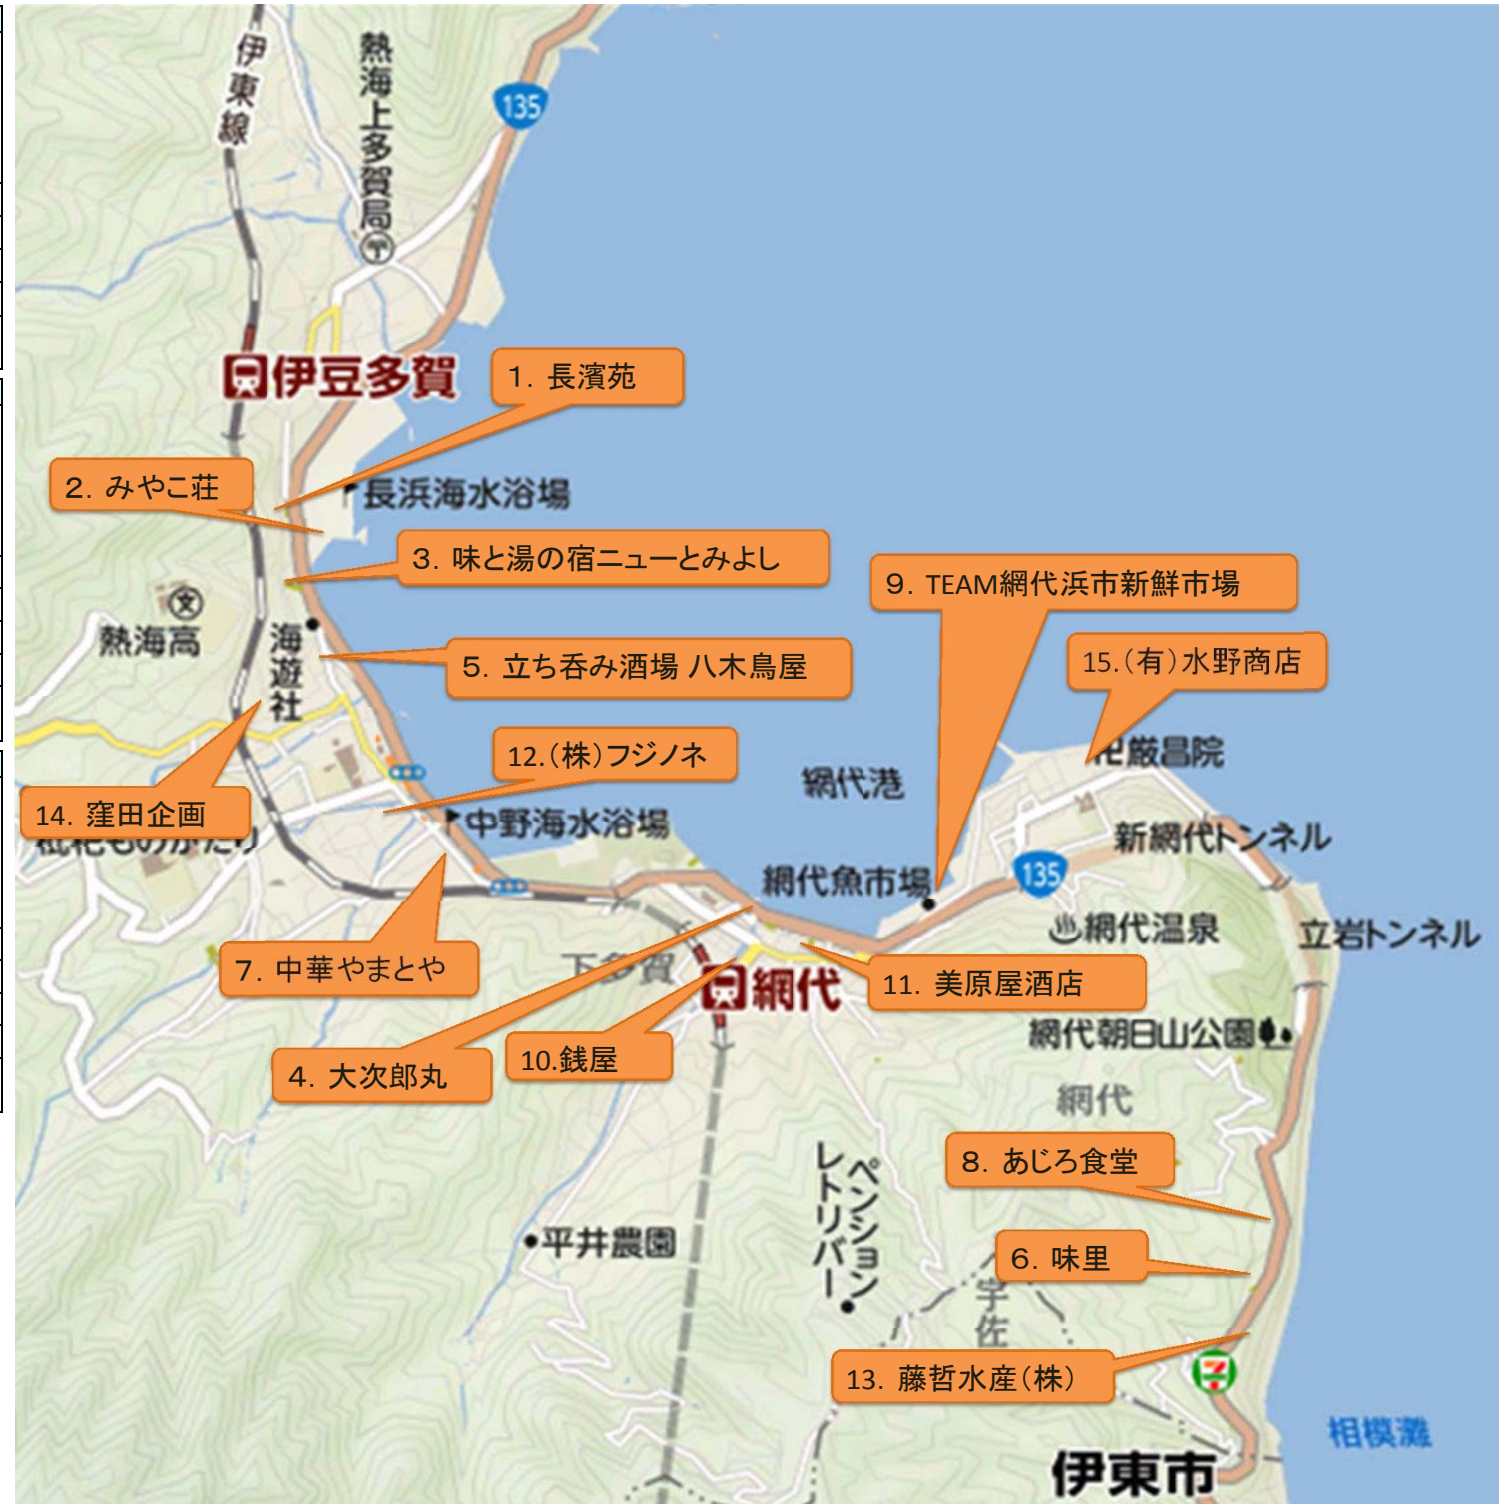 伊東線
熱海上多賀局
135
伊豆多賀
1. 長濱苑
2. みやこ荘
長浜海水浴場
3. 味と湯の宿ニューとみよし
9. TEAM網代浜市新鮮市場
熱海高
海遊社
5. 立ち呑み酒場 八木鳥屋
15.(有)水野商店
12.(株)フジノネ
卍厳昌院
網代港
14. 窪田企画
中野海水浴場
枇杷ものがたり
新網代トンネル
網代魚市場
135
網代温泉
立岩トンネル
7. 中華やまとや
下多賀
網代
11. 美原屋酒店
網代朝日山公園
4. 大次郎丸
10.銭屋
網代
8. あじろ食堂
ペンション
レトリバー
平井農園
6. 味里
宇佐
13. 藤哲水産(株)
7
相模灘
伊東市